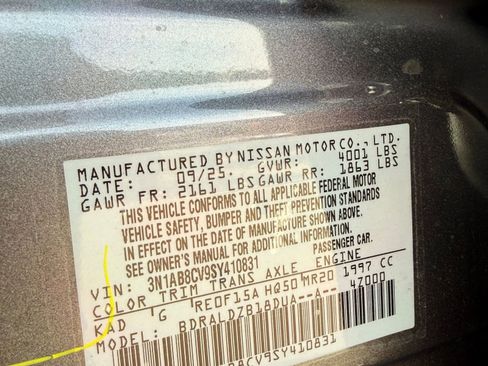 MANUFACTURED BY NISSAN MOTOR CO., LTD.
DATE: 09/25. GVWR: 4001 LBS
GAWR FR: 2161 LBS GAWR RR: 1863 LBS
THIS VEHICLE CONFORMS TO ALL APPLICABLE FEDERAL MOTOR
VEHICLE SAFETY, BUMPER AND THEFT PREVENTION STANDARDS
IN EFFECT ON THE DATE OF MANUFACTURE SHOWN ABOVE.
SEE OWNER'S MANUAL FOR ADDITIONAL INFORMATION
PASSENGER CAR.
VIN: 3N1AB8CV9SY410831
COLOR TRIM TRANS AXLE ENGINE 1997 CC
KAD 'G 'RE0F15A HQ50 MR20 4Z000
MODEL: BDRALDZB18DUA--A--
8CV9SY410831